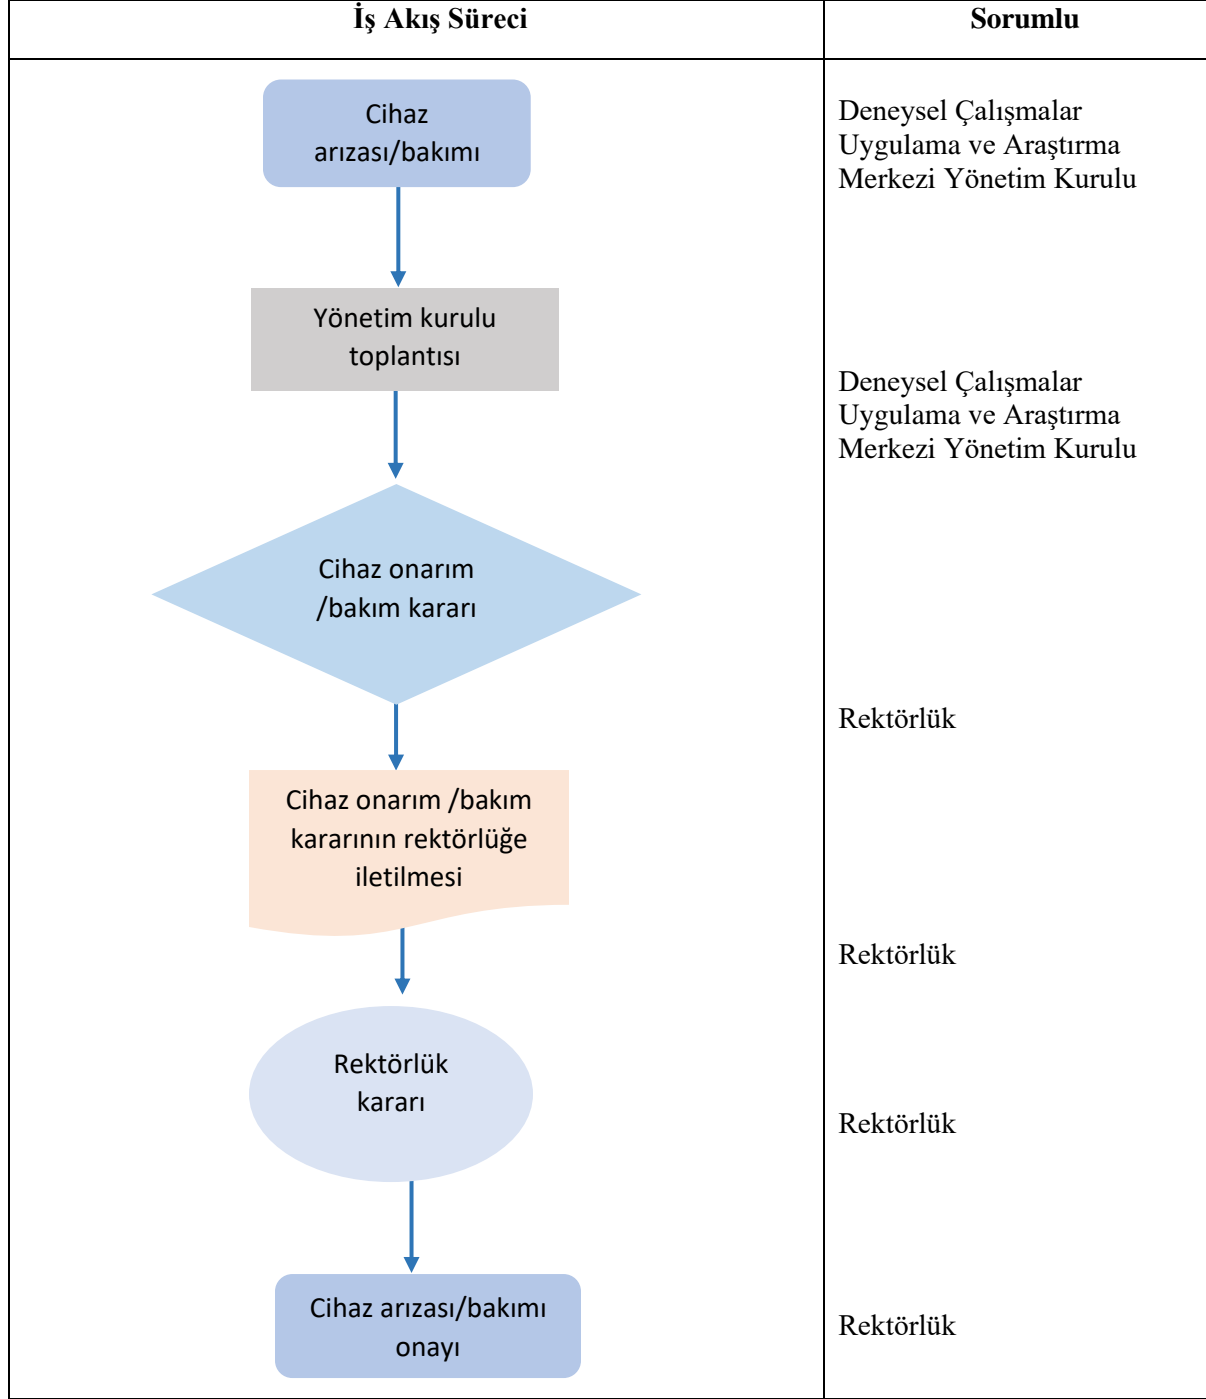 İş Akış Süreci
Sorumlu
Cihaz
arızası/bakımı
Deneysel Çalışmalar
Uygulama ve Araştırma
Merkezi Yönetim Kurulu
Yönetim kurulu
toplantısı
Deneysel Çalışmalar
Uygulama ve Araştırma
Merkezi Yönetim Kurulu
Cihaz onarım
/bakım kararı
Rektörlük
Cihaz onarım /bakım
kararının rektörlüğe
iletilmesi
Rektörlük
Rektörlük
kararı
Rektörlük
Cihaz arızası/bakımı
onayı
Rektörlük